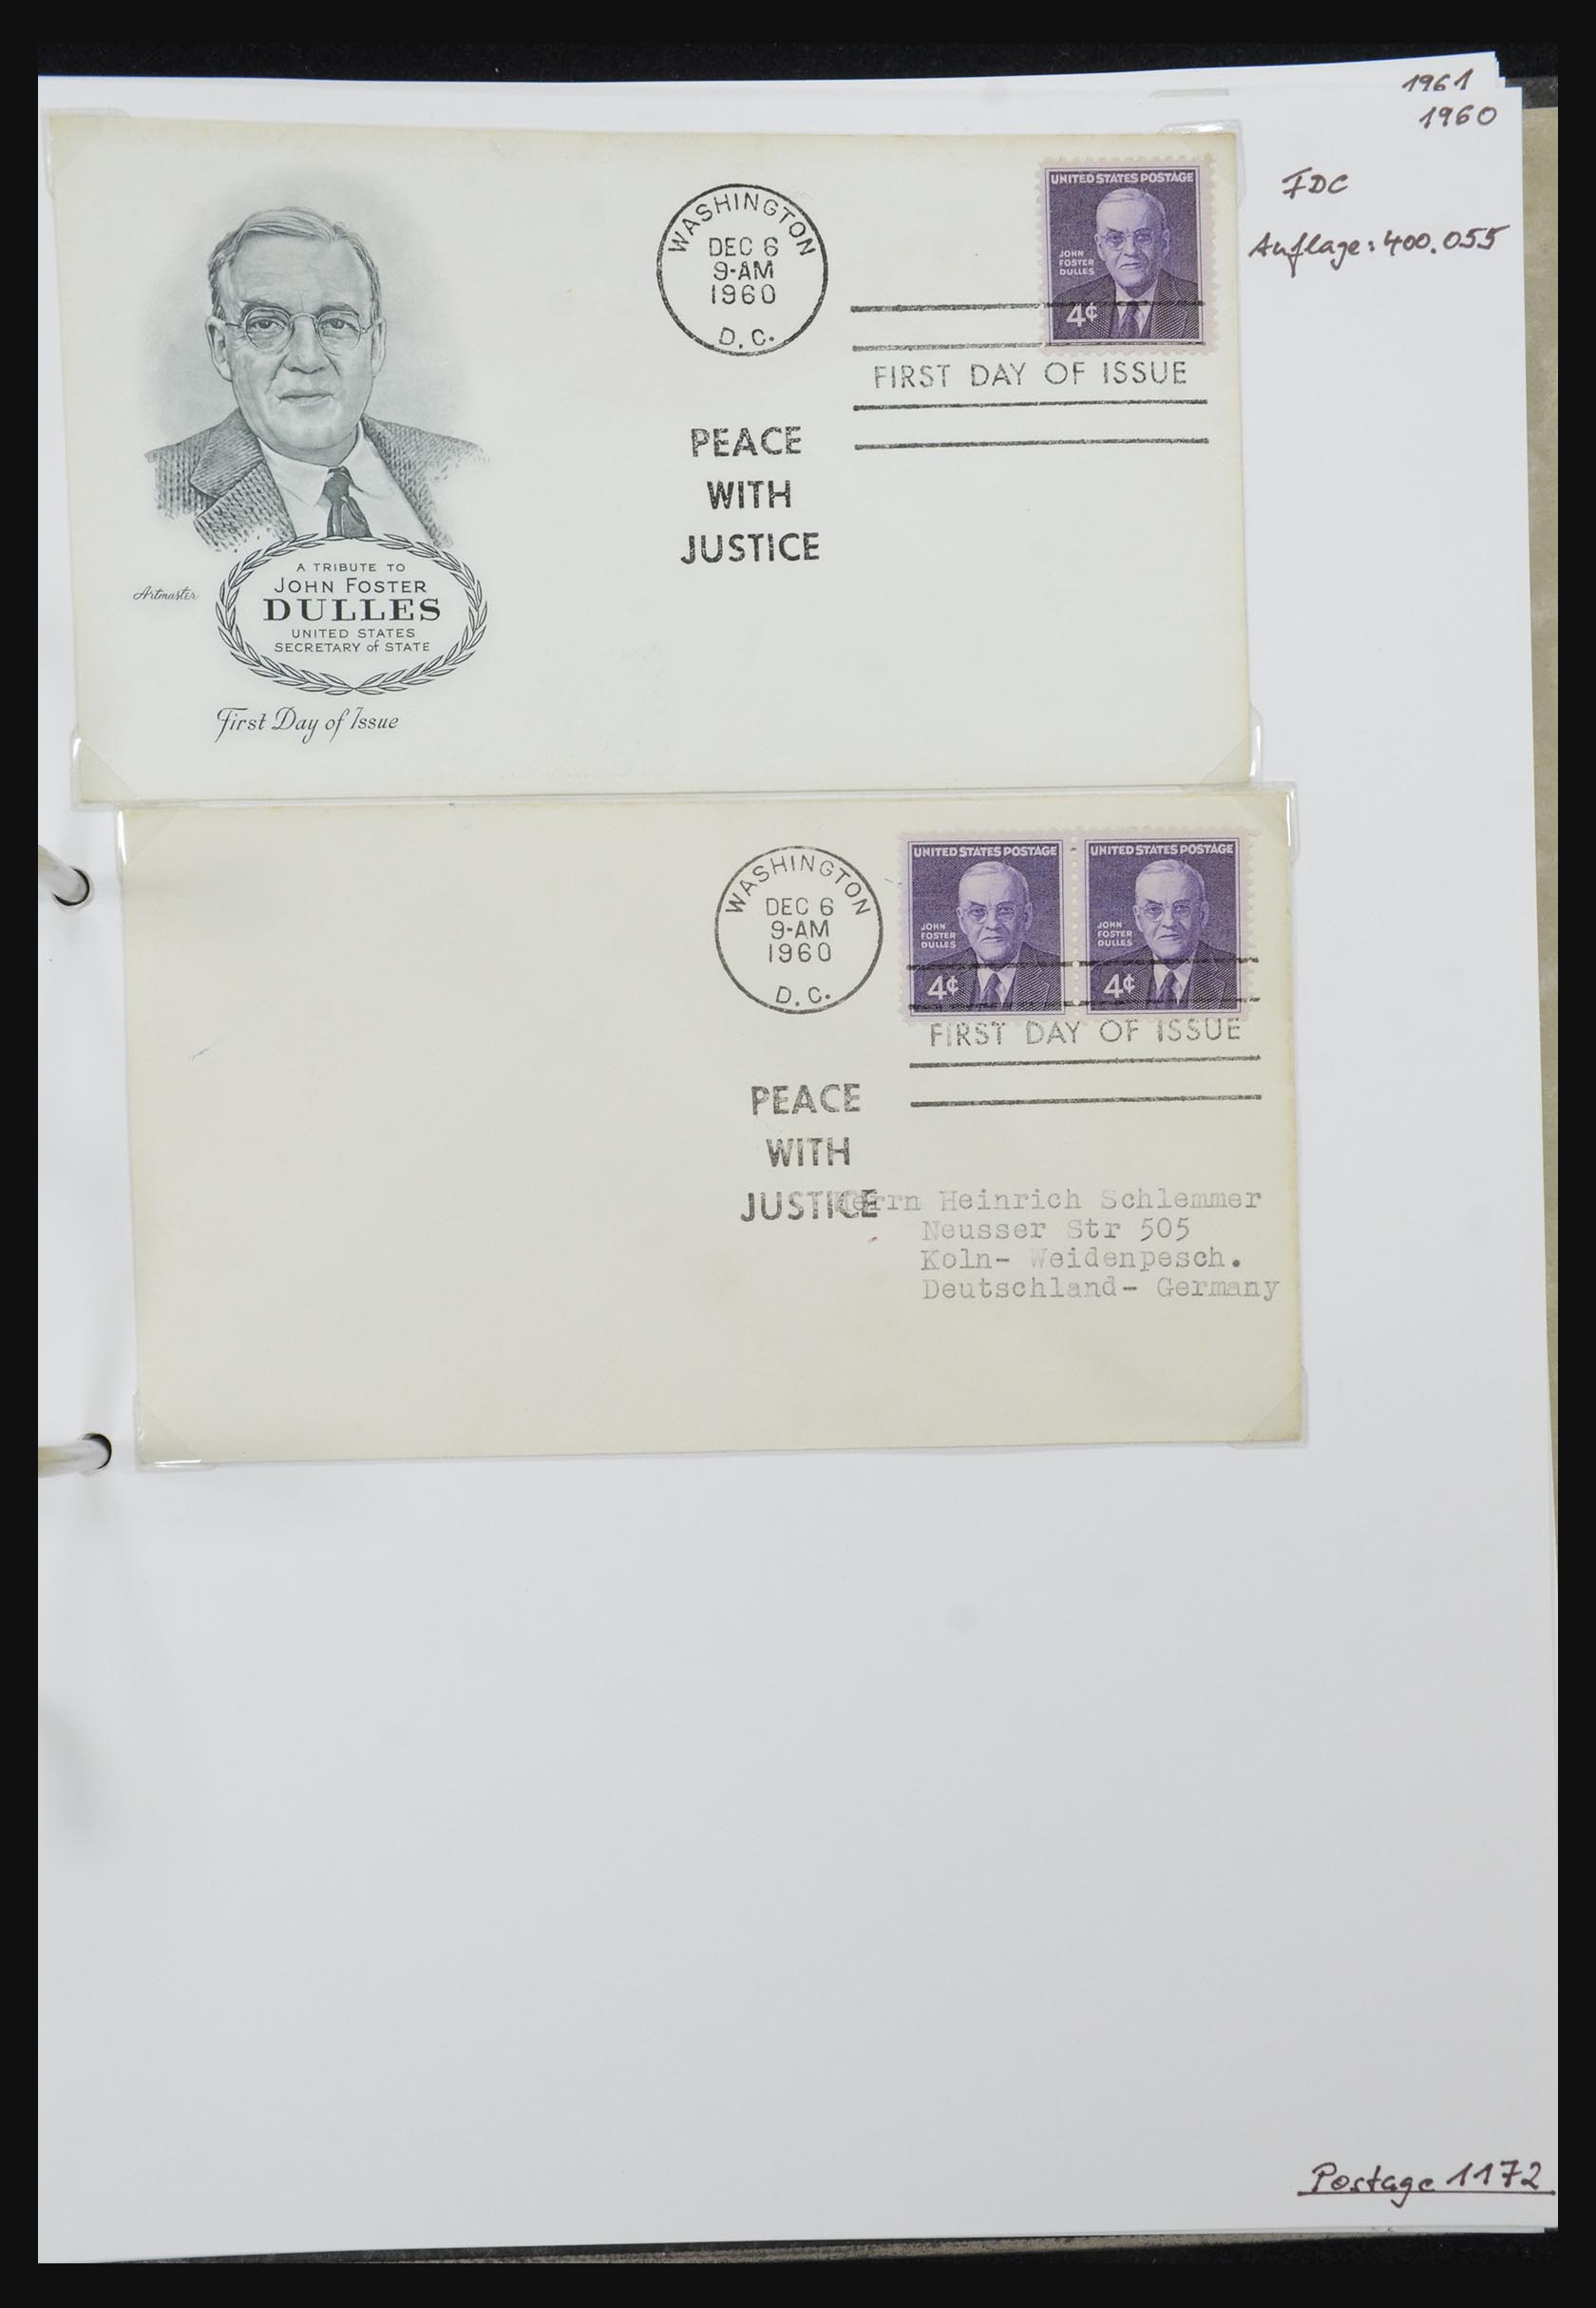 1961
1960
FDC
Auflage: 400.055
WASHINGTON
DEC 6
9-AM
1960
D.C.
UNITED STATES POSTAGE
JOHN
FOSTER
DULLES
4¢
FIRST DAY OF ISSUE
PEACE
WITH
JUSTICE
A TRIBUTE TO
JOHN FOSTER
DULLES
UNITED STATES
SECRETARY of STATE
Artmaster
First Day of Issue
WASHINGTON
DEC 6
9-AM
1960
D.C.
UNITED STATES POSTAGE
JOHN
FOSTER
DULLES
4¢
UNITED STATES POSTAGE
JOHN
FOSTER
DULLES
4¢
FIRST DAY OF ISSUE
PEACE
WITH
JUSTICE
Herrn Heinrich Schlemmer
Neusser Str 505
Koln- Weidenpesch.
Deutschland- Germany
Postage 1172